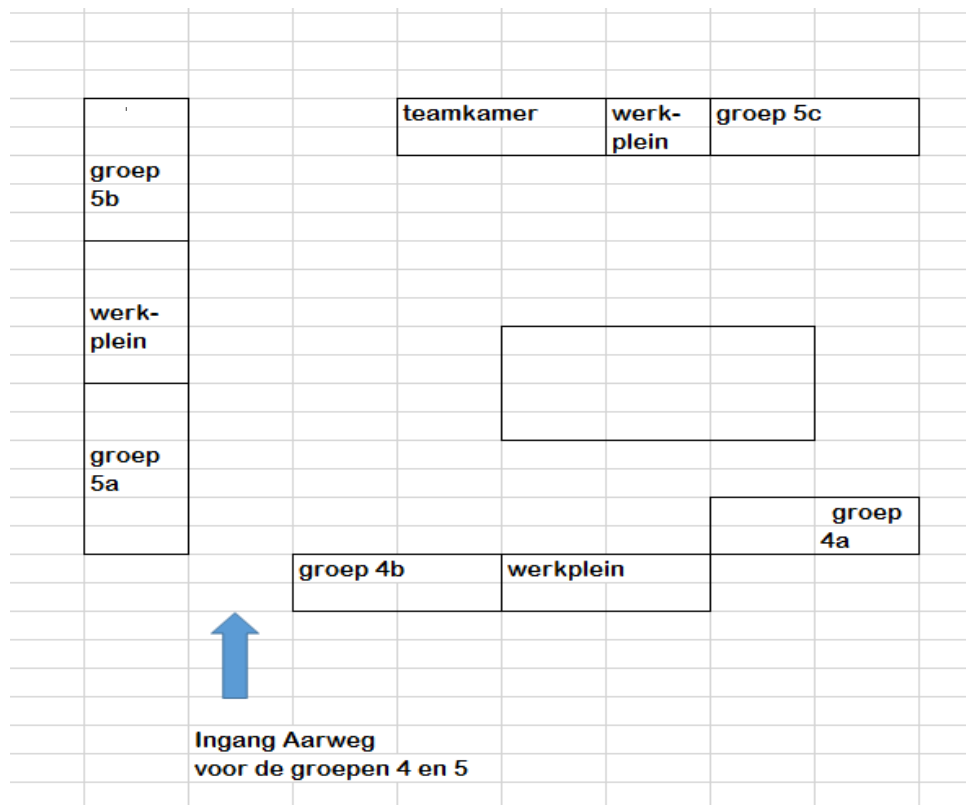 teamkamer
werk-
plein
groep 5c
groep
5b
werk-
plein
groep
5a
groep
4a
groep 4b
werkplein
Ingang Aarweg
voor de groepen 4 en 5